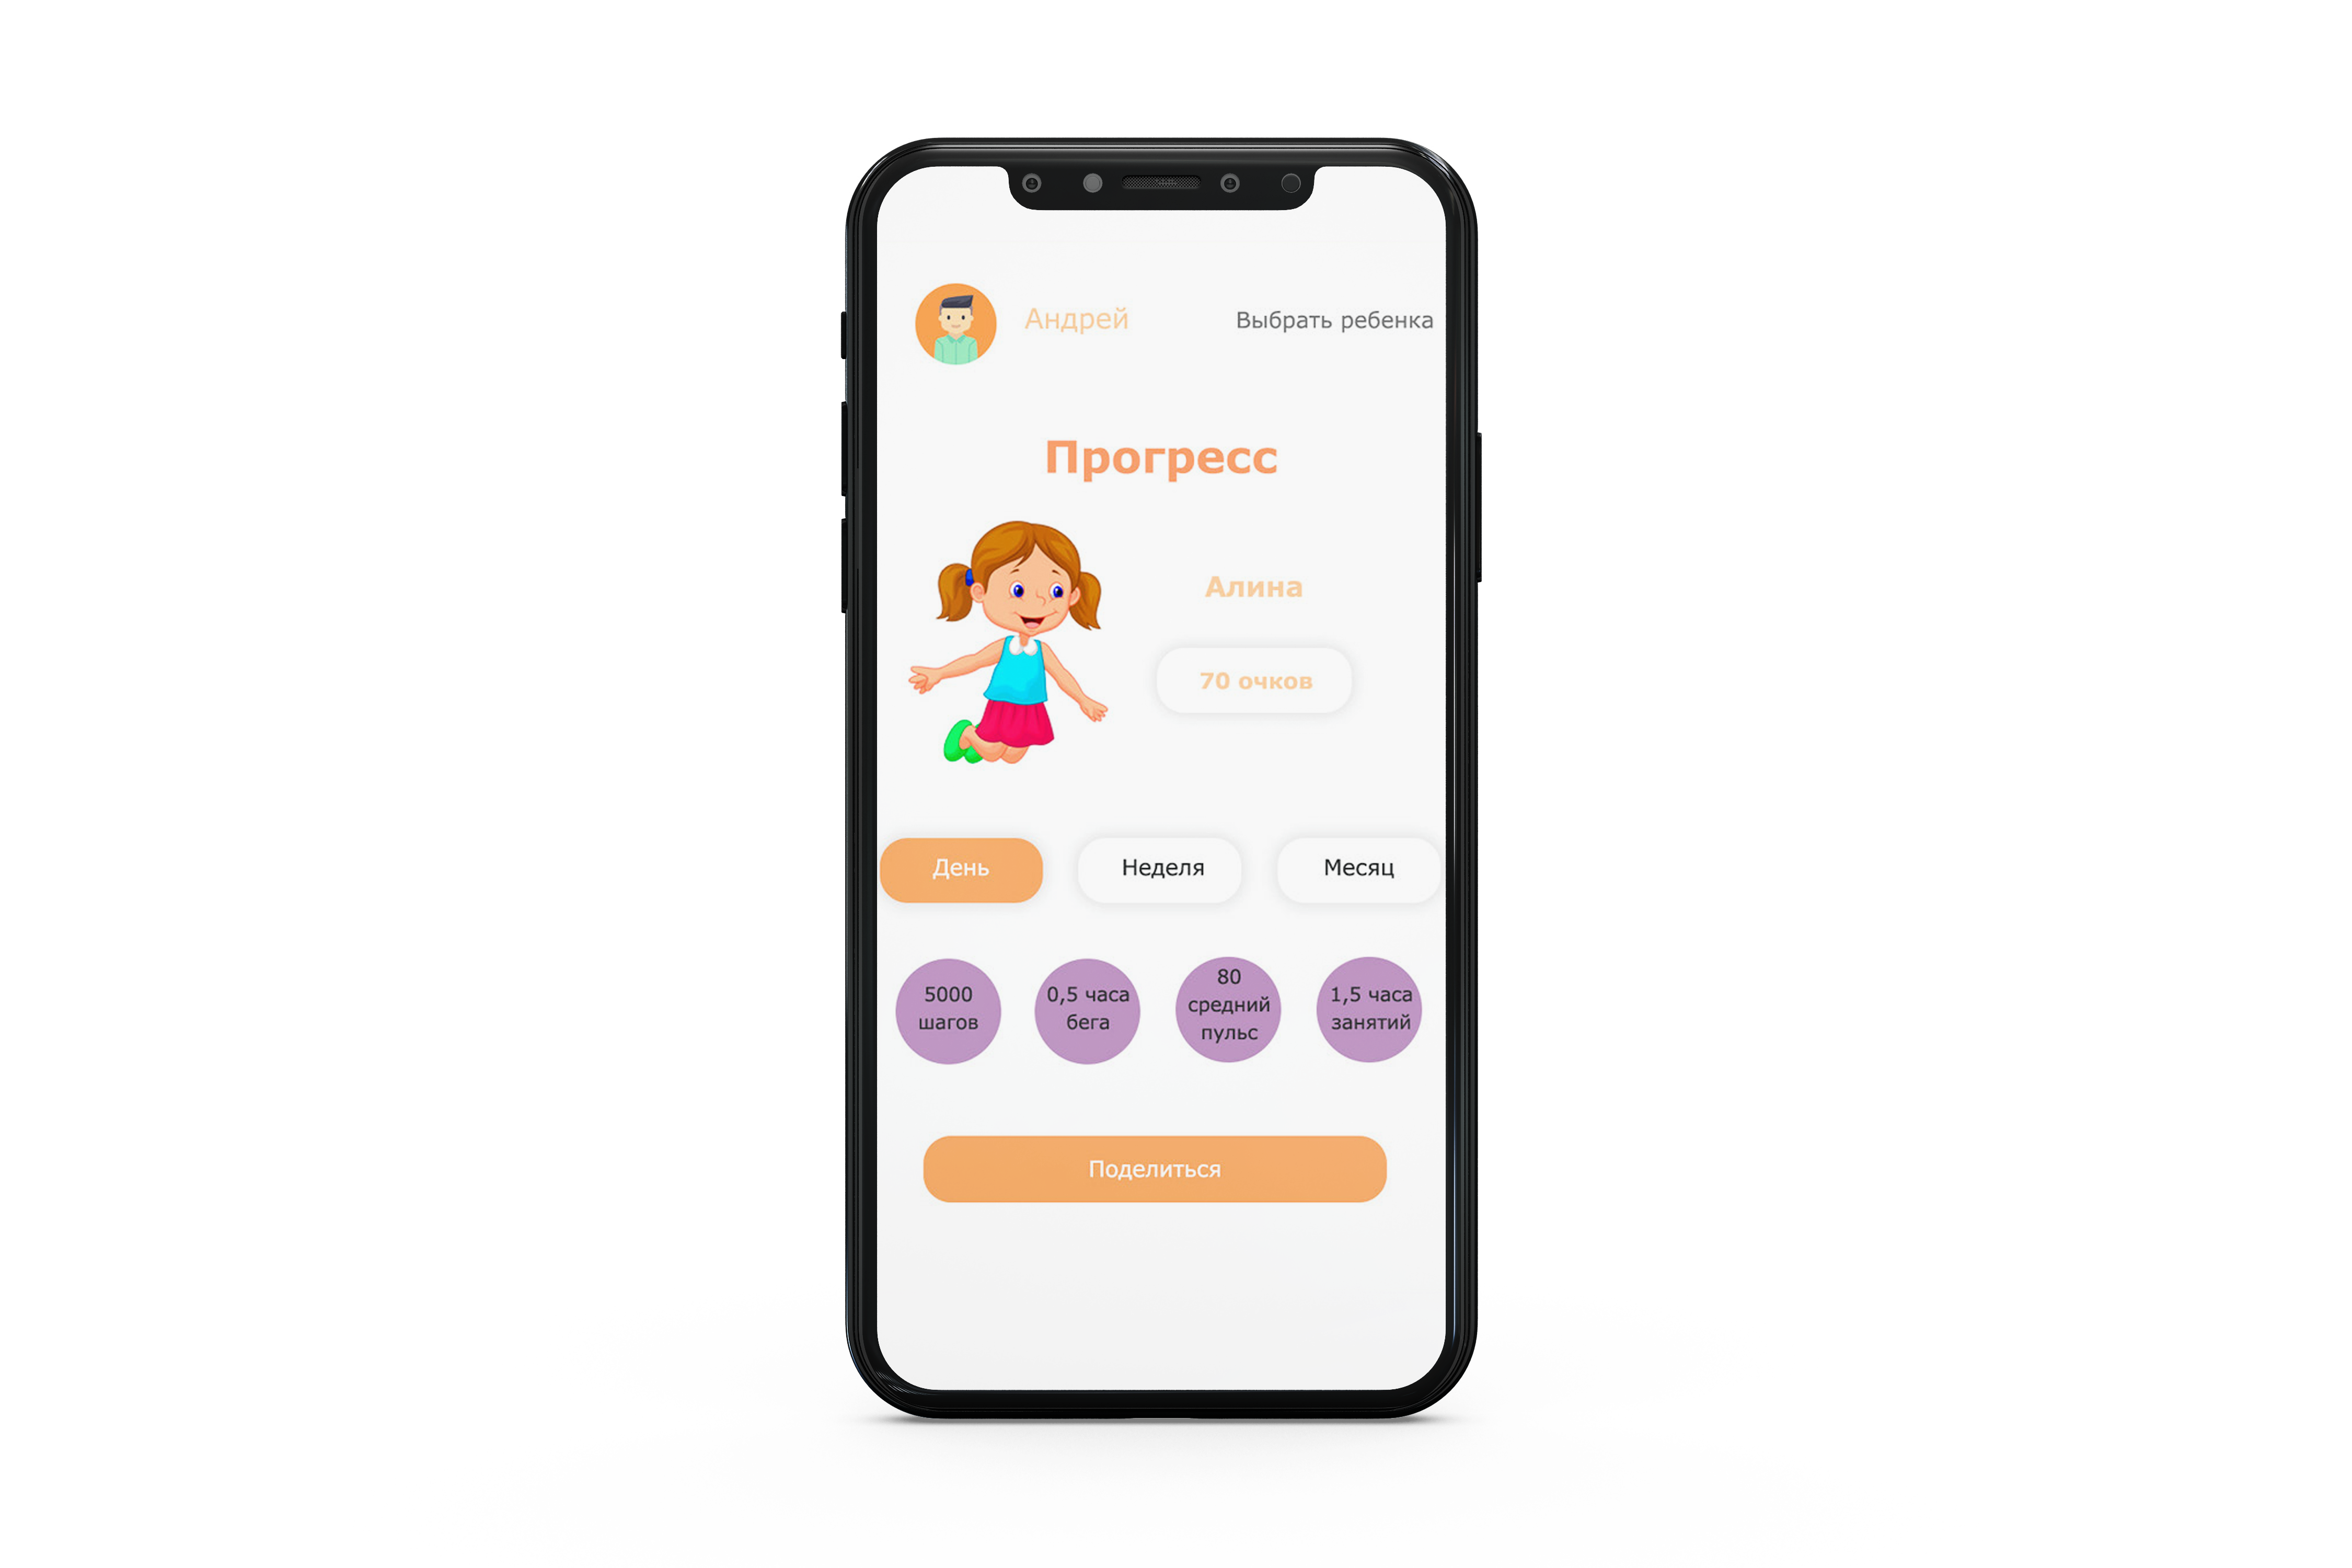 Андрей
Выбрать ребенка
Прогресс
Алина
70 очков
День
Неделя
Месяц
5000
шагов
0,5 часа
бега
80
средний
пульс
1,5 часа
занятий
Поделиться